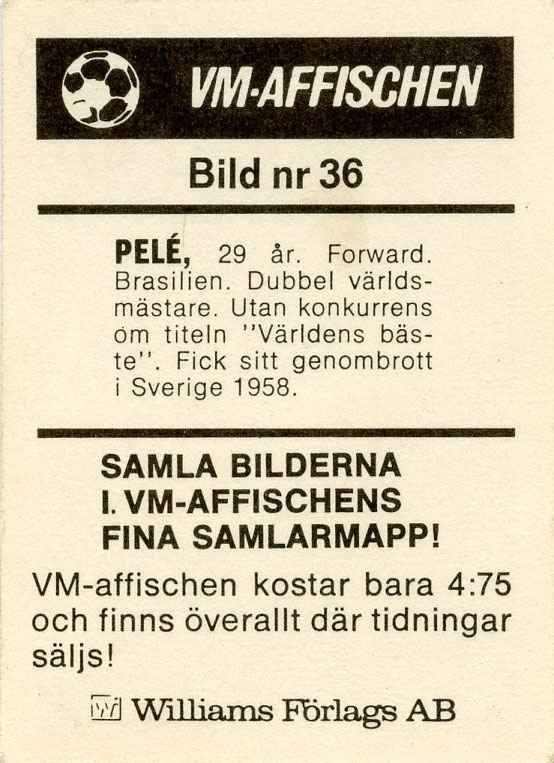 VM-AFFISCHEN
Bild nr 36
PELÉ, 29 år. Forward.
Brasilien. Dubbel världs-
mästare. Utan konkurrens
om titeln "Världens bäs-
te". Fick sitt genombrott
i Sverige 1958.
SAMLA BILDERNA
I. VM-AFFISCHENS
FINA SAMLARMAPP!
VM-affischen kostar bara 4:75
och finns överallt där tidningar
säljs!
W Williams Förlags AB